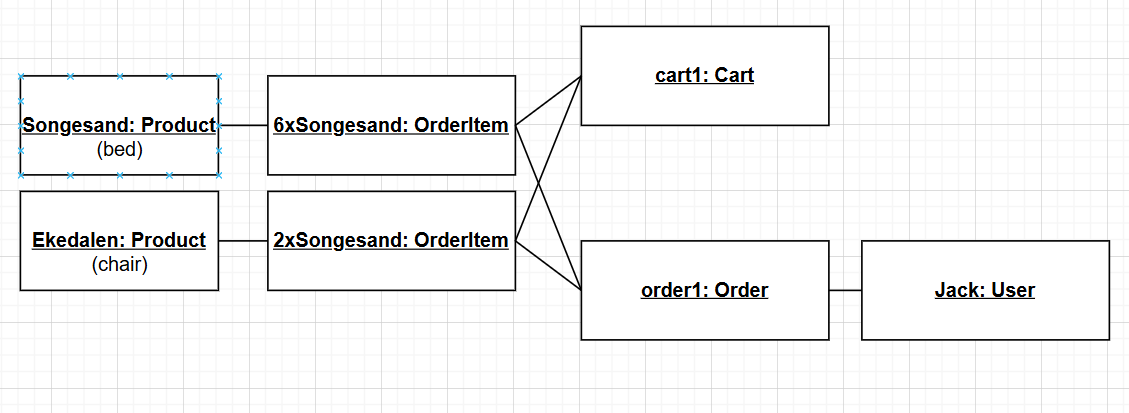 cart1: Cart
Songesand: Product
(bed)
6xSongesand: OrderItem
Ekedalen: Product
(chair)
2xSongesand: OrderItem
order1: Order
Jack: User